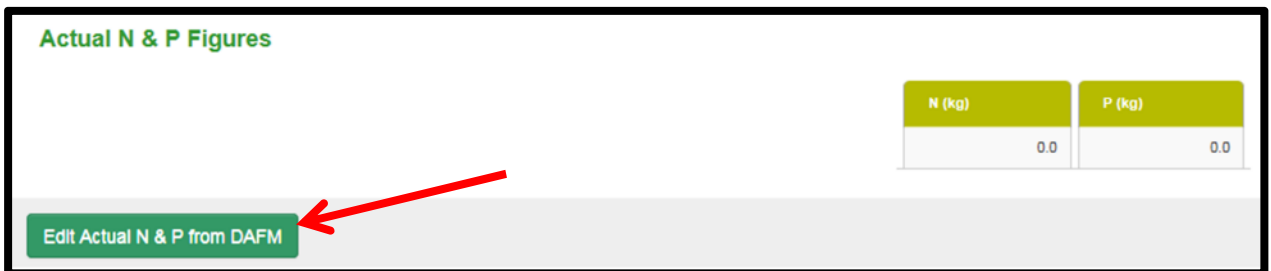 Actual N & P Figures
N (kg) P (kg)
0.0 0.0
Edit Actual N & P from DAFM